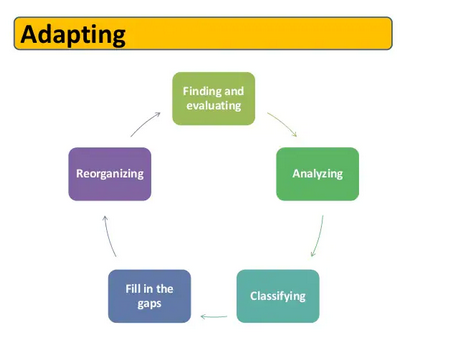 Adapting
Finding and
evaluating
Analyzing
Classifying
Fill in the
gaps
Reorganizing